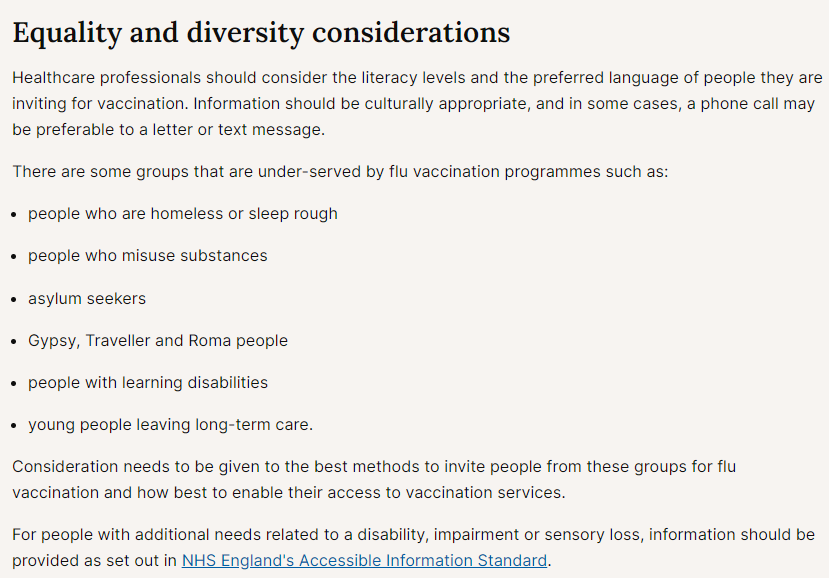 Equality and diversity considerations
Healthcare professionals should consider the literacy levels and the preferred language of people they are
inviting for vaccination. Information should be culturally appropriate, and in some cases, a phone call may
be preferable to a letter or text message.
There are some groups that are under-served by flu vaccination programmes such as:
• people who are homeless or sleep rough
• people who misuse substances
• asylum seekers
• Gypsy, Traveller and Roma people
• people with learning disabilities
• young people leaving long-term care.
Consideration needs to be given to the best methods to invite people from these groups for flu
vaccination and how best to enable their access to vaccination services.
For people with additional needs related to a disability, impairment or sensory loss, information should be
provided as set out in NHS England's Accessible Information Standard.